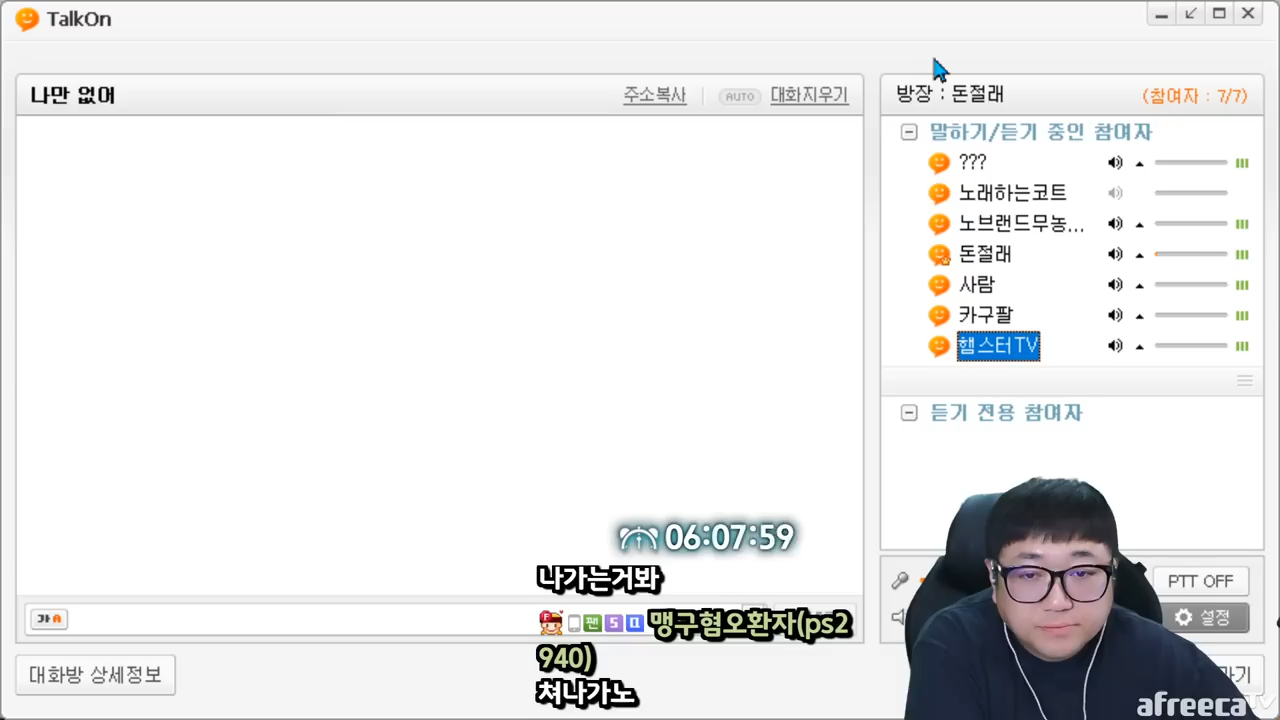 TalkOn
나만 없어
주소복사
AUTO
대화지우기
방장 : 돈절래
(참여자 : 7/7)
말하기/듣기 중인 참여자
???
노래하는코트
노브랜드무농...
돈절래
사람
카구팔
햄스터TV
듣기 전용 참여자
06:07:59
나가는거봐
가
F
팬
5
맹구혐오환자(ps2
940)
쳐나가노
PTT OFF
설정
대화방 상세정보
afreecaTV